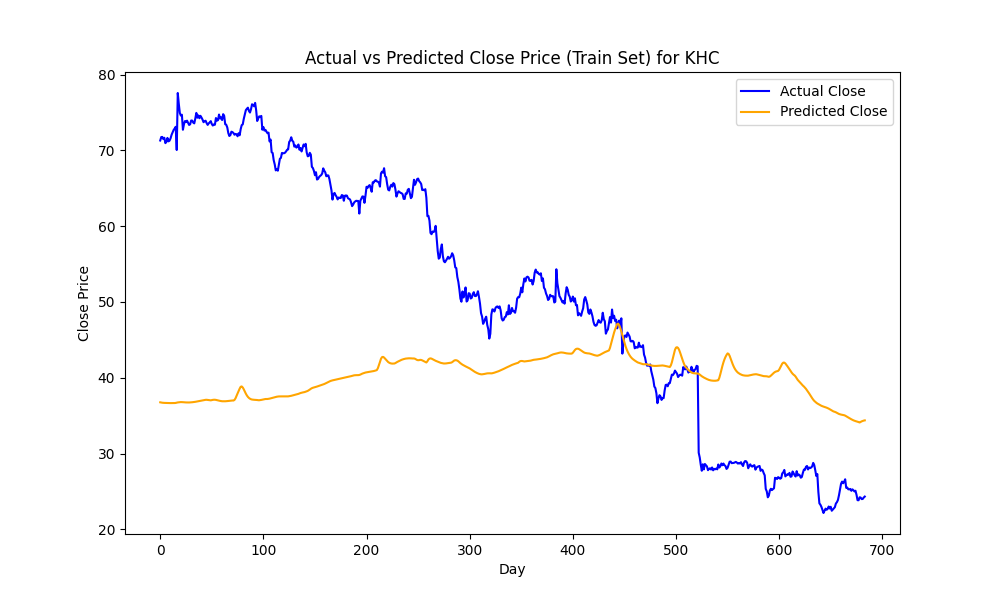 Actual vs Predicted Close Price (Train Set) for KHC
Actual Close
Predicted Close
Close Price
80
70
60
50
40
30
20
0 100 200 300 400 500 600 700
Day